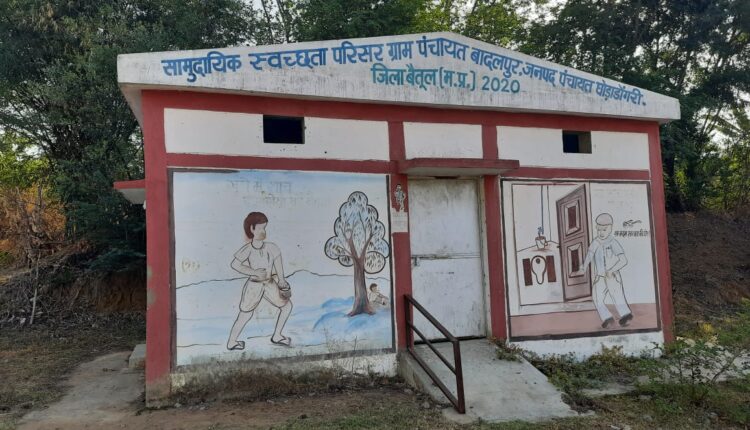 सामुदायिक स्वच्छता परिसर ग्राम पंचायत बादलपुर, जनपद पंचायत घोड़ाडोंगरी.
जिला बैतूल (म.प्र.) 2020